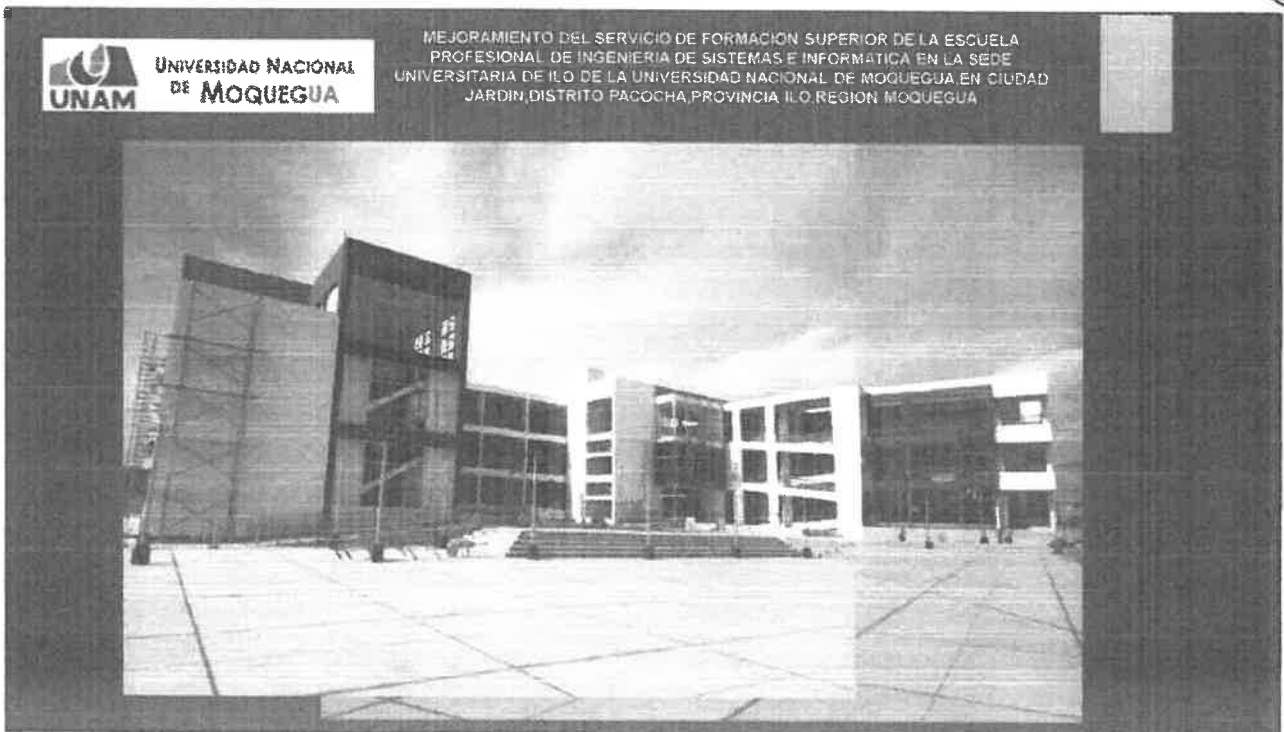 UNAM
UNIVERSIDAD NACIONAL
DE MOQUEGUA
MEJORAMIENTO DEL SERVICIO DE FORMACION SUPERIOR DE LA ESCUELA
PROFESIONAL DE INGENIERIA DE SISTEMAS E INFORMATICA EN LA SEDE
UNIVERSITARIA DE ILO DE LA UNIVERSIDAD NACIONAL DE MOQUEGUA,EN CIUDAD
JARDIN,DISTRITO PACOCHA,PROVINCIA ILO,REGION MOQUEGUA